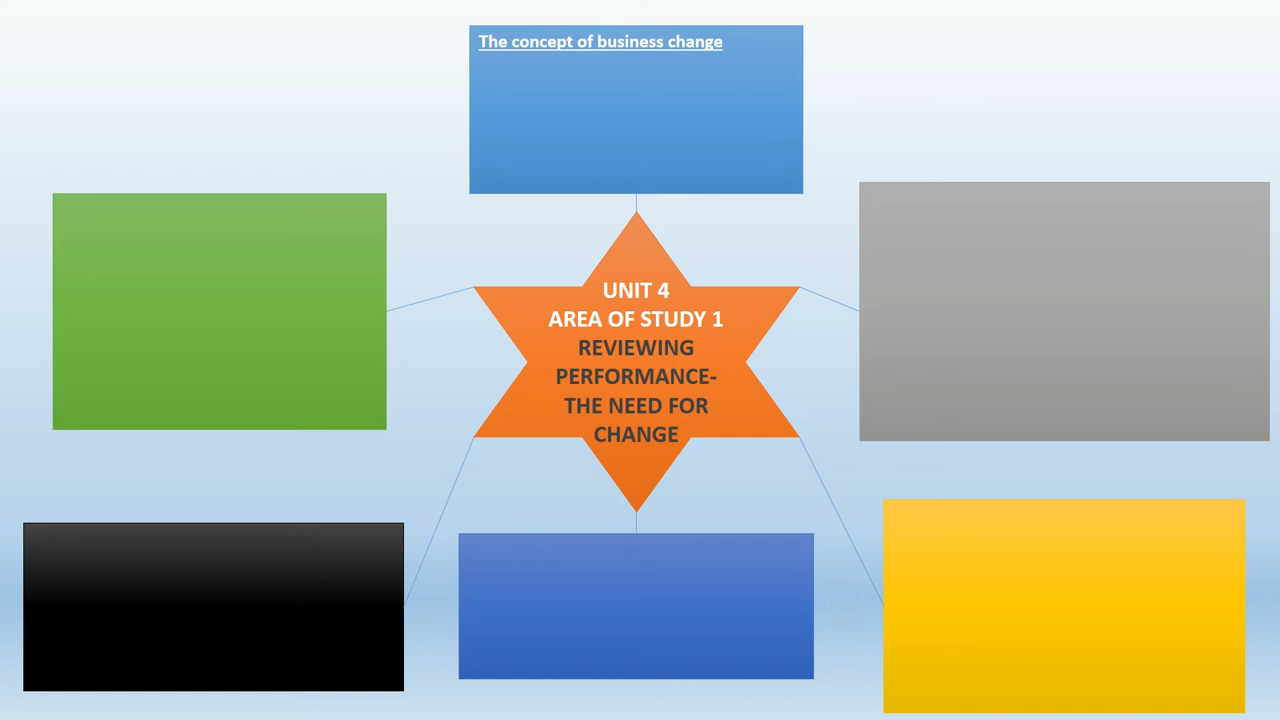 The concept of business change
UNIT 4
AREA OF STUDY 1
REVIEWING
PERFORMANCE-
THE NEED FOR
CHANGE